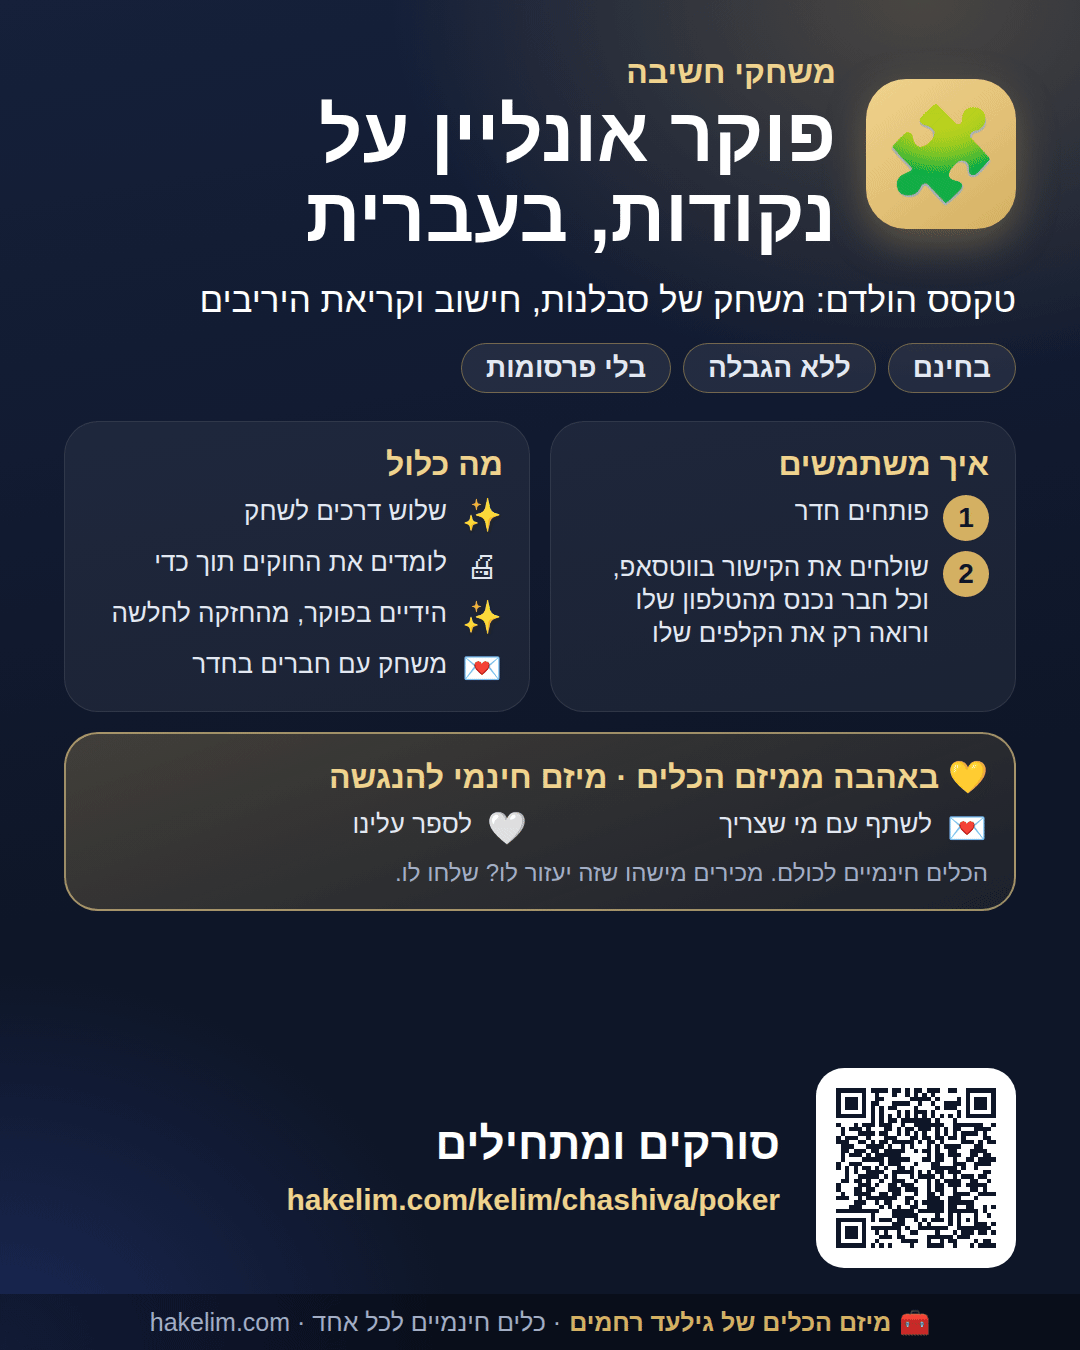 משחקי חשיבה
פוקר אונליין על
נקודות, בעברית
טקסס הולדם: משחק של סבלנות, חישוב וקריאת היריבים
בחינם
ללא הגבלה
בלי פרסומות
איך משתמשים
1 פותחים חדר
2 שולחים את הקישור בווטסאפ,
וכל חבר נכנס מהטלפון שלו
ורואה רק את הקלפים שלו
מה כלול
שלוש דרכים לשחק
לומדים את החוקים תוך כדי
הידיים בפוקר, מהחזקה לחלשה
משחק עם חברים בחדר
באהבה ממיזם הכלים · מיזם חינמי להנגשה
לשתף עם מי שצריך
לספר עלינו
הכלים חינמיים לכולם. מכירים מישהו שזה יעזור לו? שלחו לו.
סורקים ומתחילים
hakelim.com/kelim/chashiva/poker
מיזם הכלים של גילעד רחמים · כלים חינמיים לכל אחד · hakelim.com